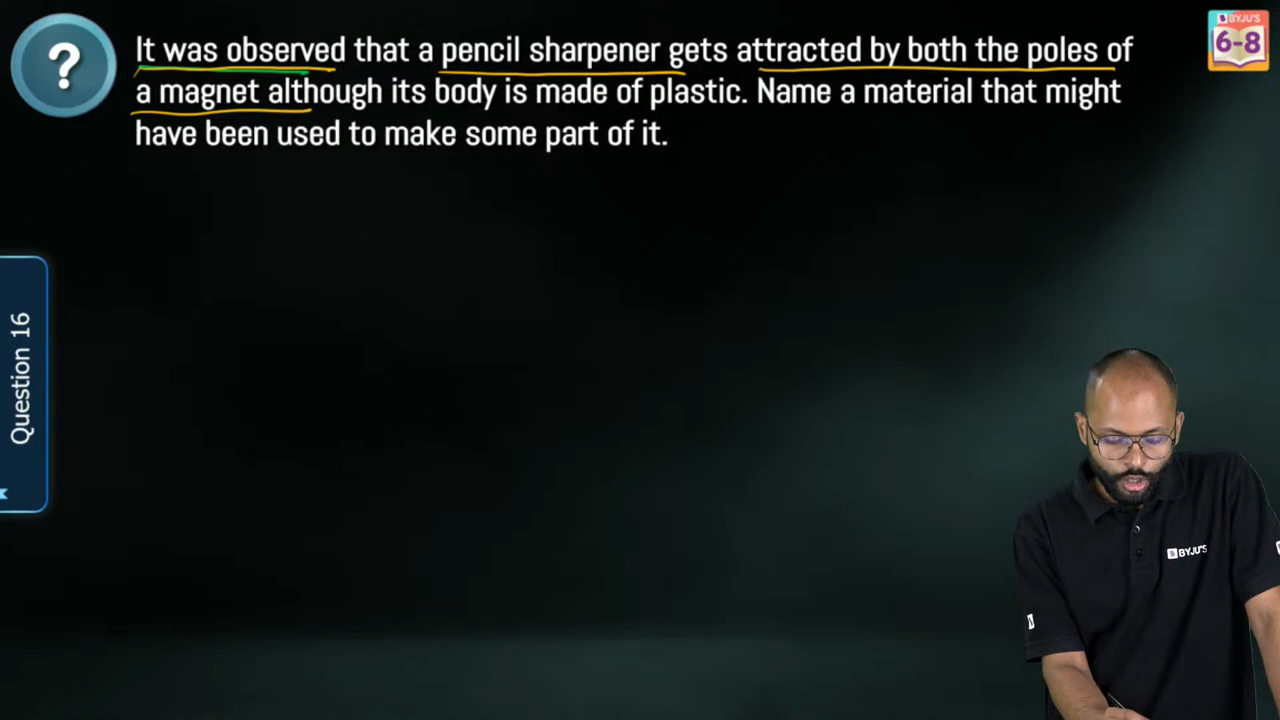 It was observed that a pencil sharpener gets attracted by both the poles of
a magnet although its body is made of plastic. Name a material that might
have been used to make some part of it.
BYJU'S
6-8
Question 16
BYJU'S